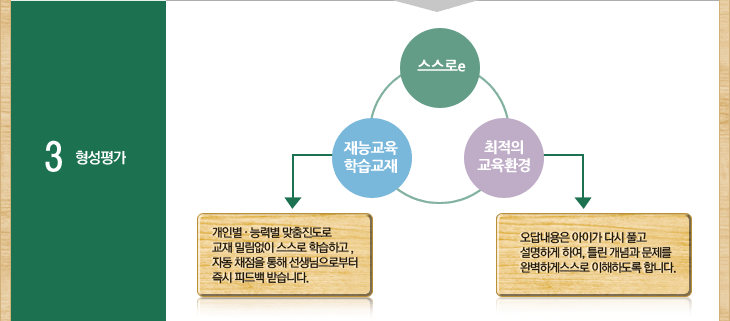 3 형성평가
스스로e
재능교육
학습교재
최적의
교육환경
개인별·능력별 맞춤진도로
교재 밀림없이 스스로 학습하고,
자동 채점을 통해 선생님으로부터
즉시 피드백 받습니다.
오답내용은 아이가 다시 풀고
설명하게 하여, 틀린 개념과 문제를
완벽하게스스로 이해하도록 합니다.